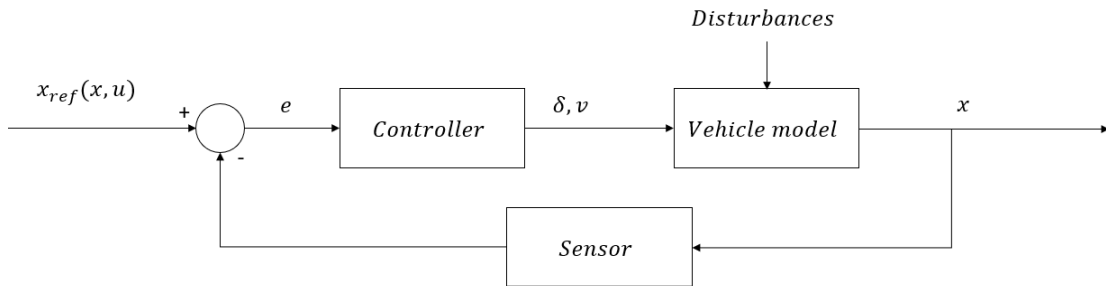 Disturbances
x_ref(x, u)
+
e
Controller
δ, v
Vehicle model
x
-
Sensor